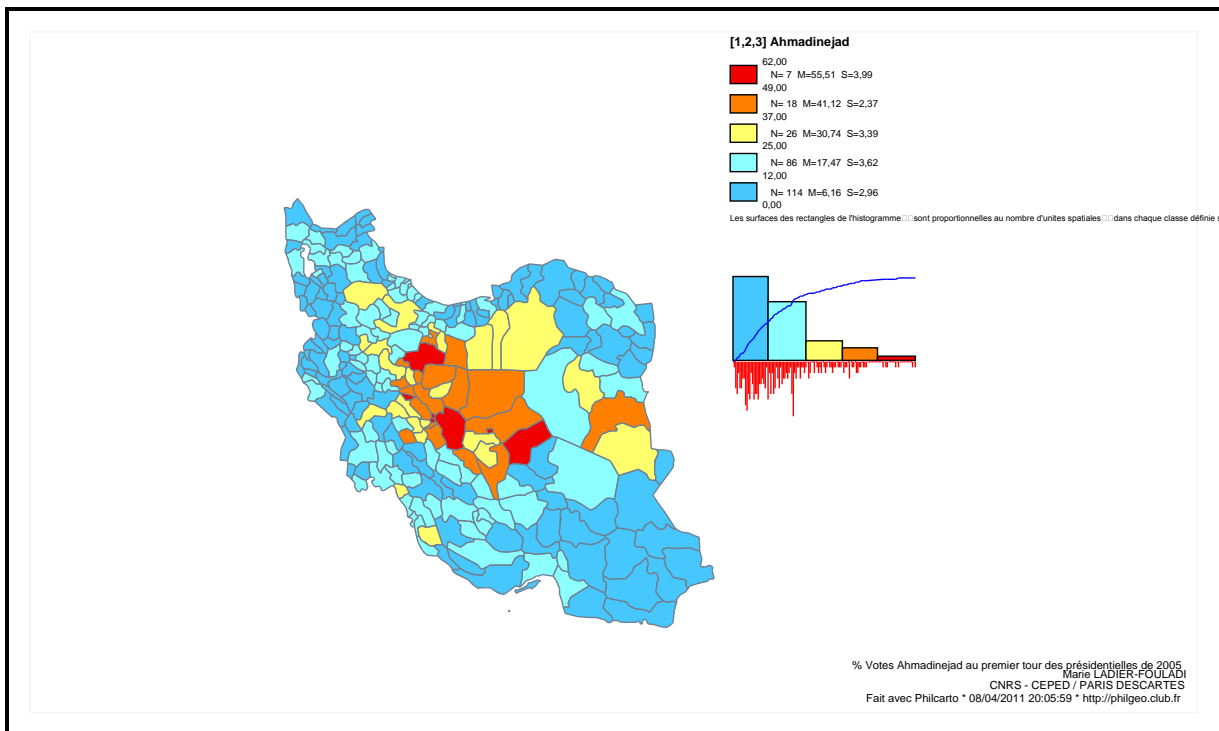 [1,2,3] Ahmadinejad
62,00
N= 7 M=55,51 S=3,99
49,00
N= 18 M=41,12 S=2,37
37,00
N= 26 M=30,74 S=3,39
25,00
N= 86 M=17,47 S=3,62
12,00
N= 114 M=6,16 S=2,96
0,00
Les surfaces des rectangles de l'histogramme□□sont proportionnelles au nombre d'unites spatiales□□dans chaque classe définie s
% Votes Ahmadinejad au premier tour des présidentielles de 2005
Marie LADIER-FOULADI
CNRS - CEPED / PARIS DESCARTES
Fait avec Philcarto * 08/04/2011 20:05:59 * http://philgeo.club.fr